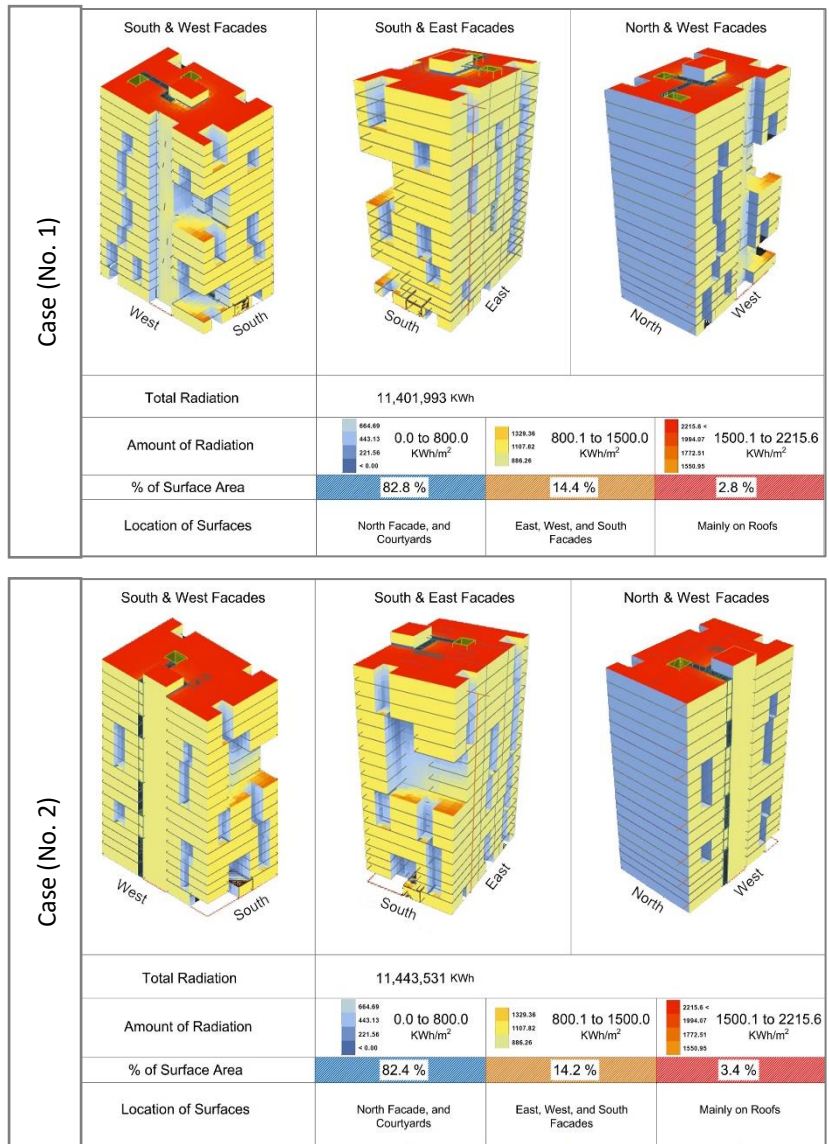 Case (No. 1)
South & West Facades
South & East Facades
North & West Facades
West
South
South
East
North
West
Total Radiation
11,401,993 KWh
Amount of Radiation
664.69
443.13
221.56
< 0.00
0.0 to 800.0
KWh/m²
1329.36
1107.82
886.26
800.1 to 1500.0
KWh/m²
2215.6 <
1994.07
1772.51
1550.95
1500.1 to 2215.6
KWh/m²
% of Surface Area
82.8 %
14.4 %
2.8 %
Location of Surfaces
North Facade, and
Courtyards
East, West, and South
Facades
Mainly on Roofs
Case (No. 2)
South & West Facades
South & East Facades
North & West Facades
West
South
South
East
North
West
Total Radiation
11,443,531 KWh
Amount of Radiation
664.69
443.13
221.56
< 0.00
0.0 to 800.0
KWh/m²
1329.36
1107.82
886.26
800.1 to 1500.0
KWh/m²
2215.6 <
1994.07
1772.51
1550.95
1500.1 to 2215.6
KWh/m²
% of Surface Area
82.4 %
14.2 %
3.4 %
Location of Surfaces
North Facade, and
Courtyards
East, West, and South
Facades
Mainly on Roofs